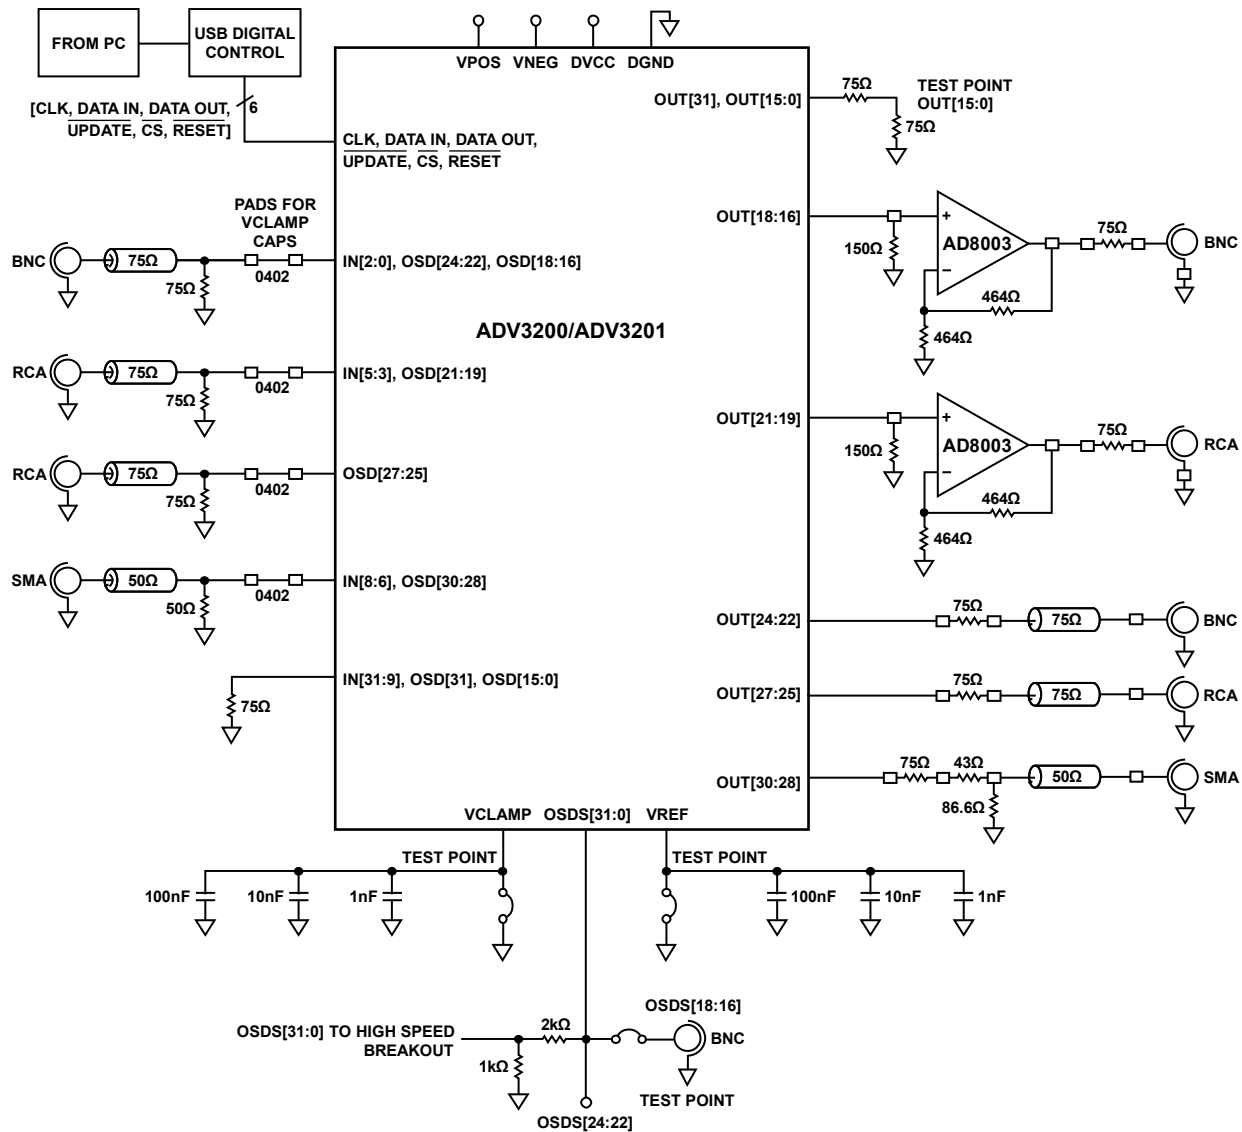 FROM PC
USB DIGITAL
CONTROL
[CLK, DATA IN, DATA OUT,
UPDATE, CS, RESET]
6
VPOS
VNEG
DVCC
DGND
CLK, DATA IN, DATA OUT,
UPDATE, CS, RESET
OUT[31], OUT[15:0]
75Ω
75Ω
TEST POINT
OUT[15:0]
PADS FOR
VCLAMP
CAPS
BNC
75Ω
75Ω
0402
IN[2:0], OSD[24:22], OSD[18:16]
OUT[18:16]
150Ω
+
AD8003
−
464Ω
464Ω
75Ω
BNC
ADV3200/ADV3201
RCA
75Ω
75Ω
0402
IN[5:3], OSD[21:19]
OUT[21:19]
150Ω
+
AD8003
−
464Ω
464Ω
75Ω
RCA
RCA
75Ω
75Ω
0402
OSD[27:25]
SMA
50Ω
50Ω
0402
IN[8:6], OSD[30:28]
OUT[24:22]
75Ω
75Ω
BNC
75Ω
IN[31:9], OSD[31], OSD[15:0]
OUT[27:25]
75Ω
75Ω
RCA
OUT[30:28]
75Ω
43Ω
86.6Ω
50Ω
SMA
VCLAMP
OSDS[31:0]
VREF
TEST POINT
TEST POINT
100nF
10nF
1nF
100nF
10nF
1nF
OSDS[18:16]
OSDS[31:0] TO HIGH SPEED
BREAKOUT
2kΩ
1kΩ
BNC
TEST POINT
OSDS[24:22]